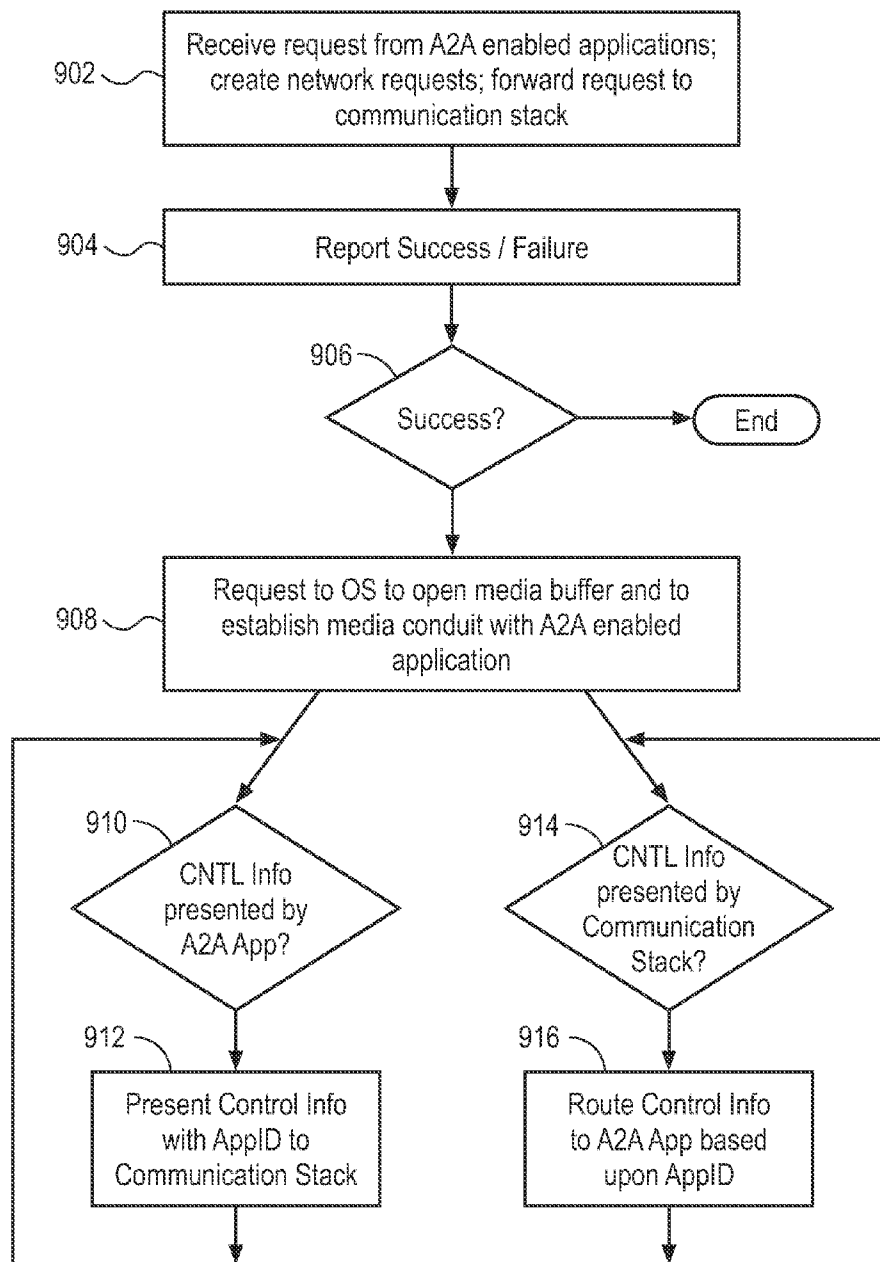 902
Receive request from A2A enabled applications;
create network requests; forward request to
communication stack
904
Report Success / Failure
906
Success?
End
908
Request to OS to open media buffer and to
establish media conduit with A2A enabled
application
910
CNTL Info
presented by
A2A App?
914
CNTL Info
presented by
Communication
Stack?
912
Present Control Info
with AppID to
Communication Stack
916
Route Control Info
to A2A App based
upon AppID